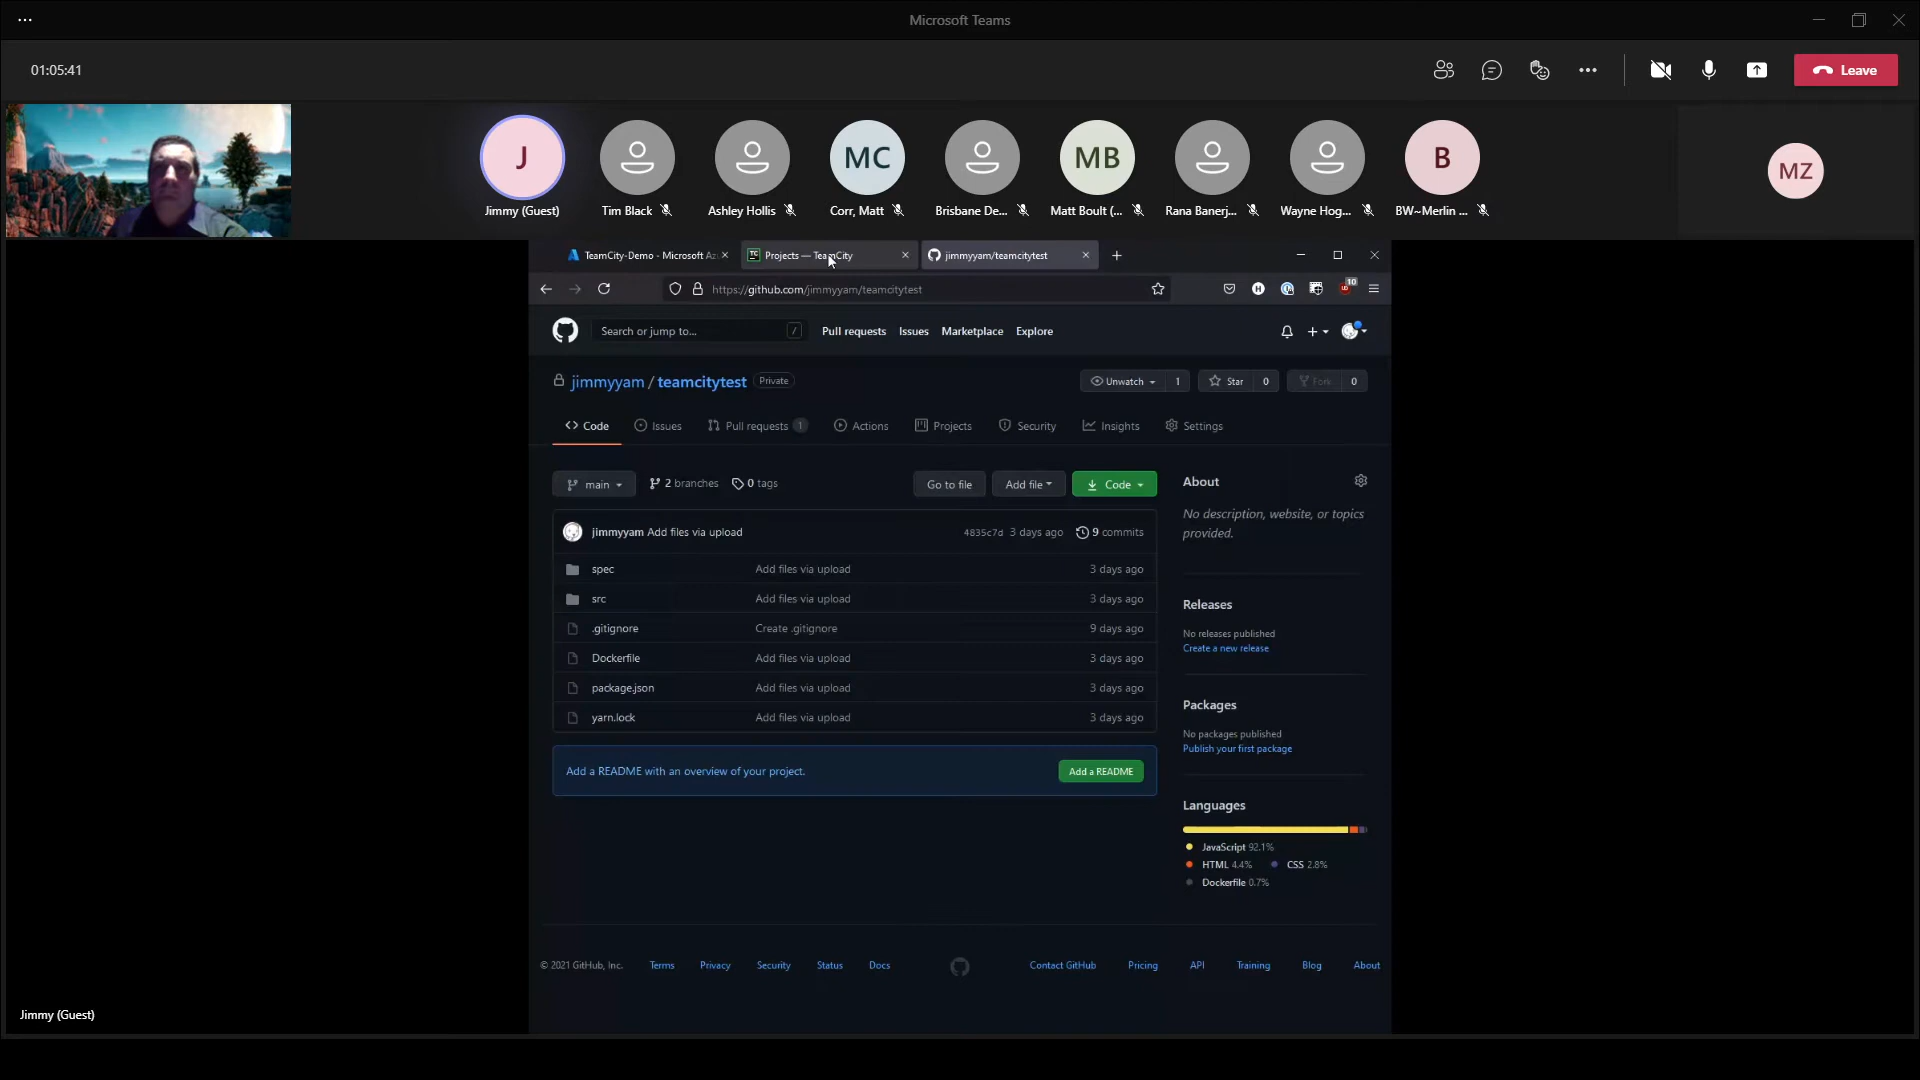 Microsoft Teams
01:05:41
Leave
J
MC
MB
B
MZ
Jimmy (Guest)
Tim Black
Ashley Hollis
Corr, Matt
Brisbane De...
Matt Boult (...
Rana Banerj...
Wayne Hog...
BW~Merlin ...
TeamCity-Demo - Microsoft Az
TC
Projects — TeamCity
jimmyyam/teamcitytest
https://github.com/jimmyyam/teamcitytest
10
Search or jump to...
/
Pull requests
Issues
Marketplace
Explore
jimmyyam / teamcitytest
Private
Unwatch
1
Star
0
Fork
0
Code
Issues
Pull requests 1
Actions
Projects
Security
Insights
Settings
main
2 branches
0 tags
Go to file
Add file
Code
About
No description, website, or topics
provided.
jimmyyam Add files via upload
4835c7d 3 days ago
9 commits
spec Add files via upload 3 days ago
src Add files via upload 3 days ago
.gitignore Create .gitignore 9 days ago
Dockerfile Add files via upload 3 days ago
package.json Add files via upload 3 days ago
yarn.lock Add files via upload 3 days ago
Add a README with an overview of your project.
Add a README
Releases
No releases published
Create a new release
Packages
No packages published
Publish your first package
Languages
JavaScript 92.1%
HTML 4.4%
CSS 2.8%
Dockerfile 0.7%
© 2021 GitHub, Inc.
Terms
Privacy
Security
Status
Docs
Contact GitHub
Pricing
API
Training
Blog
About
Jimmy (Guest)